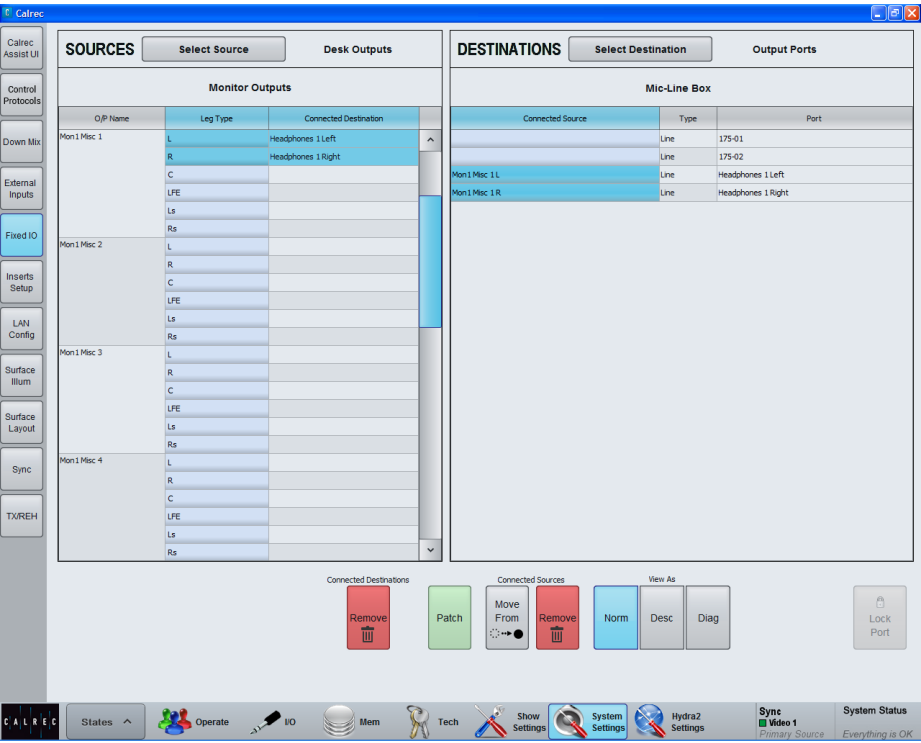 Calrec
Calrec
Assist UI
Control
Protocols
Down Mix
External
Inputs
Fixed IO
Inserts
Setup
LAN
Config
Surface
Illum
Surface
Layout
Sync
TX/REH
SOURCES Select Source Desk Outputs
Monitor Outputs
O/P Name Leg Type Connected Destination
Mon1 Misc 1 L Headphones 1 Left
R Headphones 1 Right
C
LFE
Ls
Rs
Mon1 Misc 2 L
R
C
LFE
Ls
Rs
Mon1 Misc 3 L
R
C
LFE
Ls
Rs
Mon1 Misc 4 L
R
C
LFE
Ls
Rs
DESTINATIONS Select Destination Output Ports
Mic-Line Box
Connected Source Type Port
Line 175-01
Line 175-02
Mon1 Misc 1 L Line Headphones 1 Left
Mon1 Misc 1 R Line Headphones 1 Right
Connected Destinations
Remove
Patch
Connected Sources
Move
From
Remove
View As
Norm Desc Diag
Lock
Port
CALREC
States
Operate
I/O
Mem
Tech
Show
Settings
System
Settings
Hydra2
Settings
Sync
Video 1
Primary Source
System Status
Everything is OK